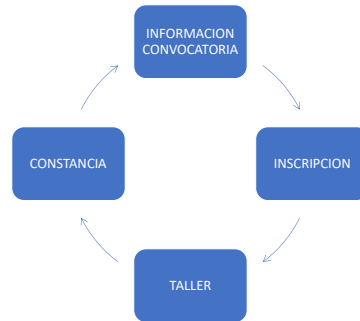 INFORMACION
CONVOCATORIA
INSCRIPCION
TALLER
CONSTANCIA